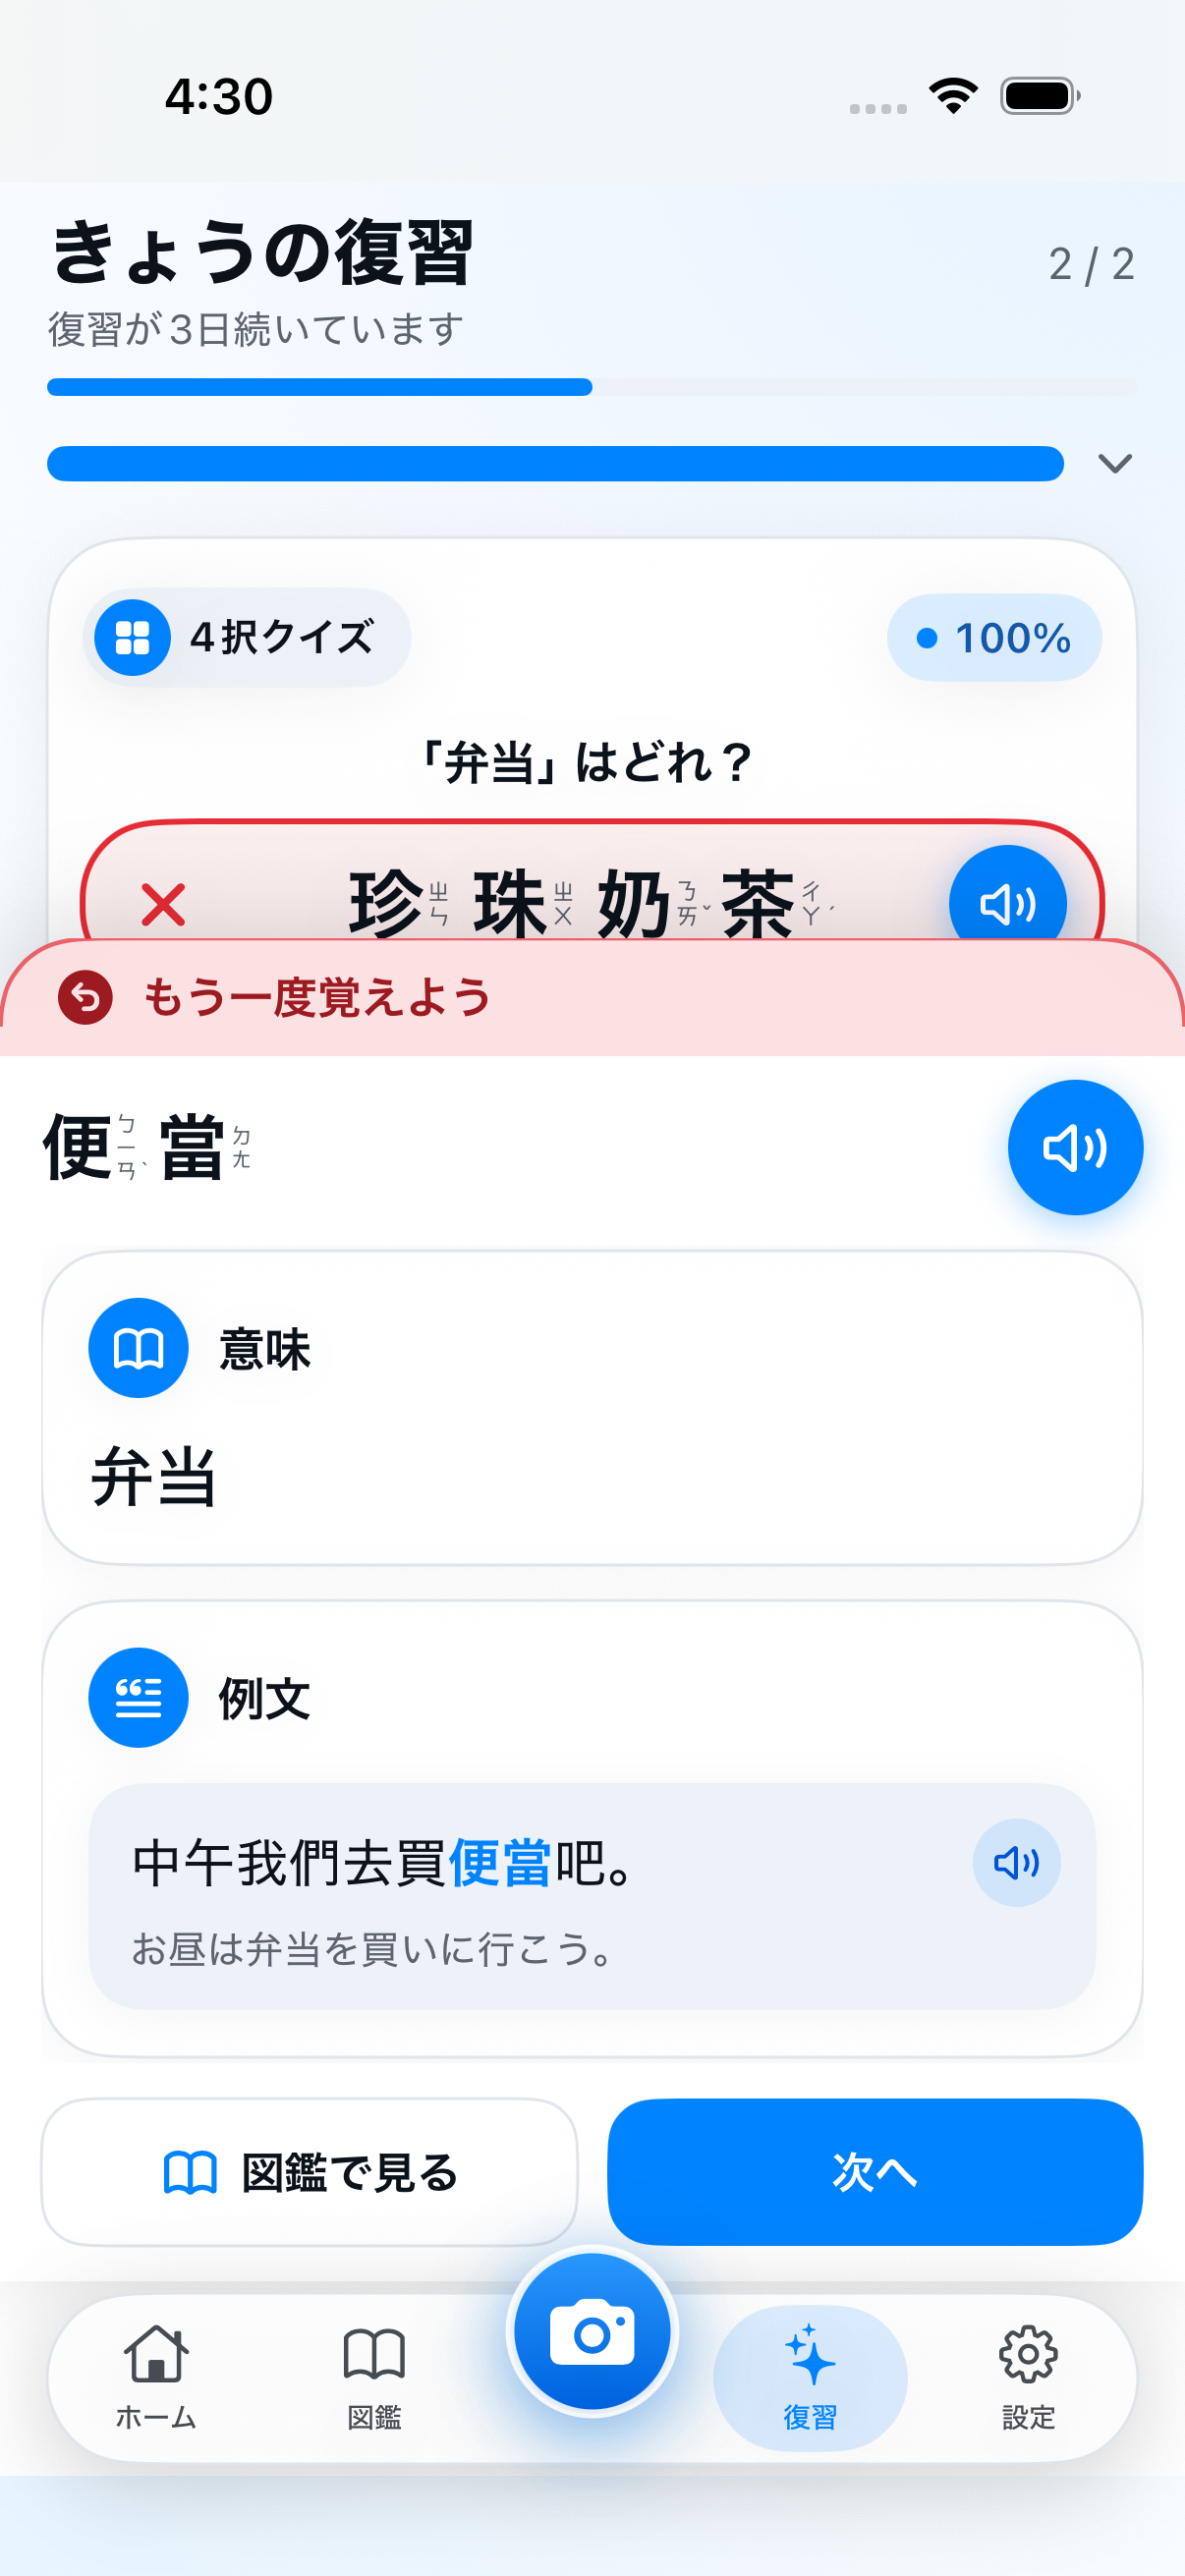 4:30
きょうの復習
2 / 2
復習が3日続いています
4択クイズ
100%
「弁当」はどれ？
珍ㄓㄣ 珠ㄓㄨ 奶ㄋㄞˇ 茶ㄔㄚˊ
もう一度覚えよう
便ㄅㄧㄢˋ 當ㄉㄤ
意味
弁当
例文
中午我們去買便當吧。
お昼は弁当を買いに行こう。
図鑑で見る
次へ
ホーム
図鑑
復習
設定